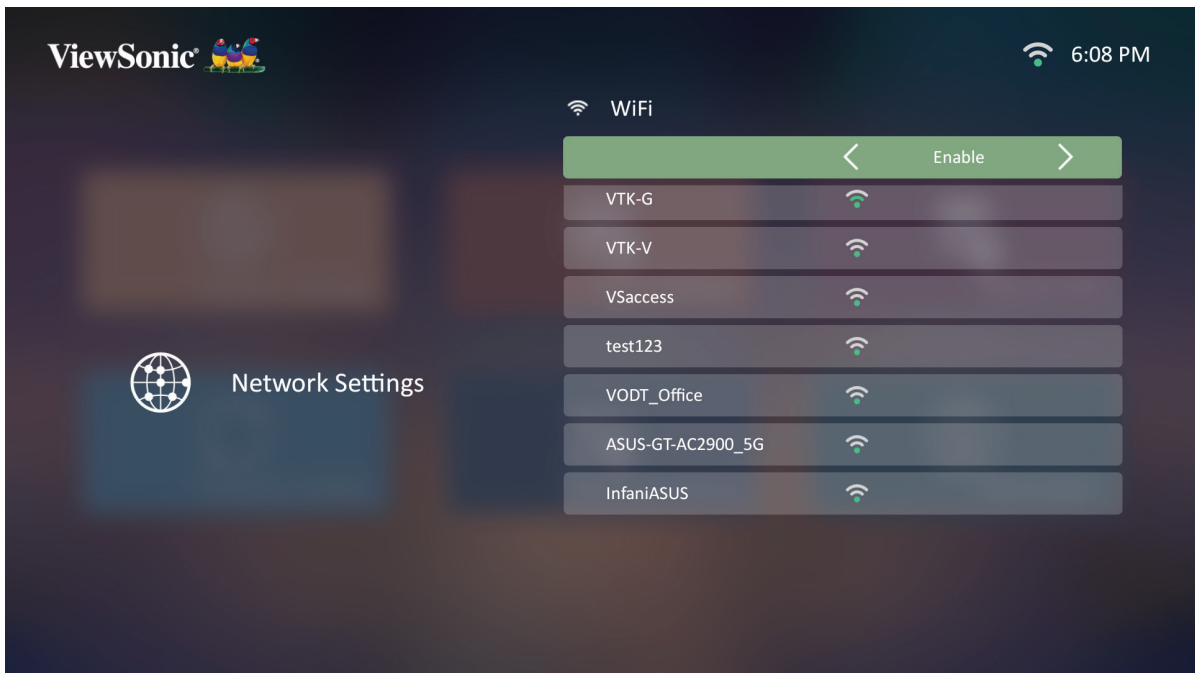 ViewSonic®
6:08 PM
WiFi
Enable
VTK-G
VTK-V
VSaccess
test123
Network Settings
VODT_Office
ASUS-GT-AC2900_5G
InfaniASUS